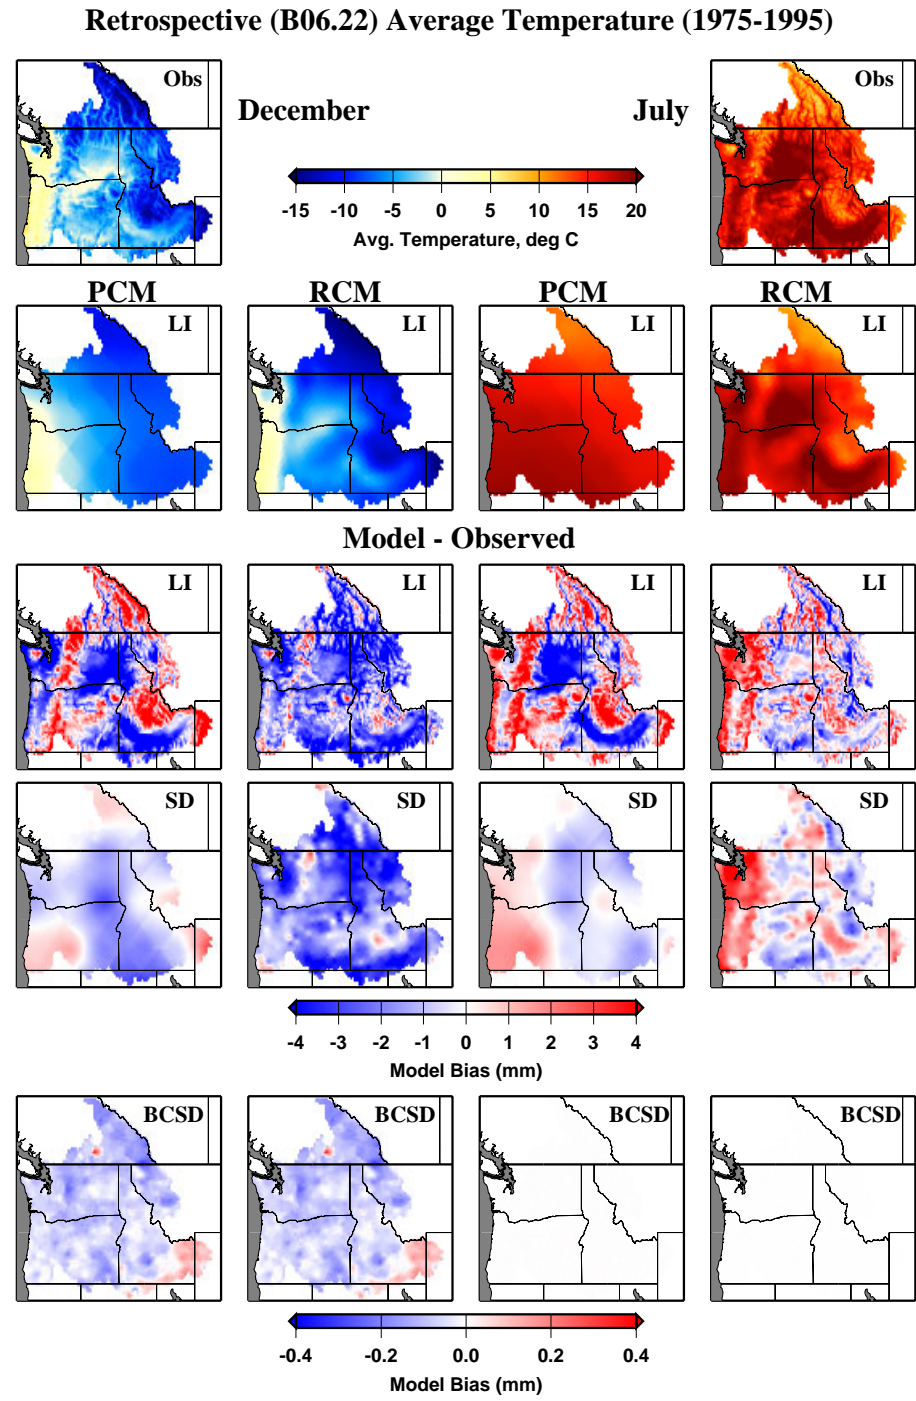 Retrospective (B06.22) Average Temperature (1975-1995)
Obs
Obs
December
July
-15 -10 -5 0 5 10 15 20
Avg. Temperature, deg C
PCM RCM PCM RCM
LI LI LI LI
Model - Observed
LI LI LI LI
SD SD SD SD
-4 -3 -2 -1 0 1 2 3 4
Model Bias (mm)
BCSD BCSD BCSD BCSD
-0.4 -0.2 0.0 0.2 0.4
Model Bias (mm)